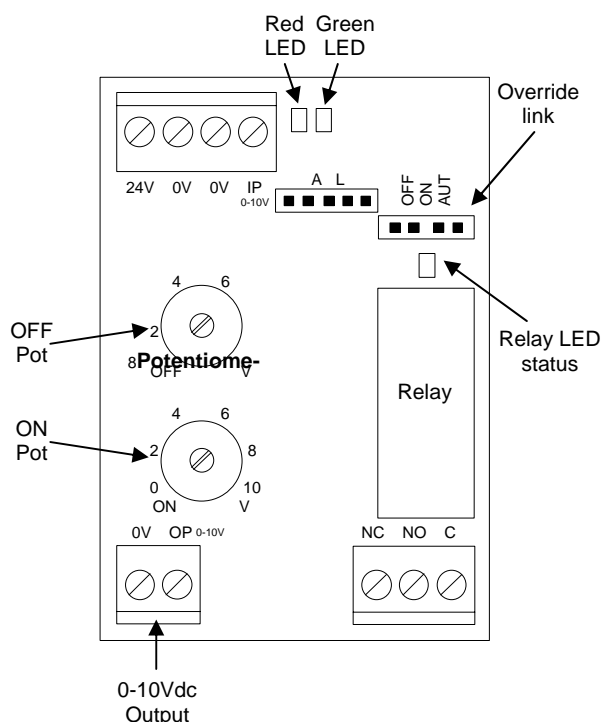 Red Green
LED LED
Override
link
24V 0V 0V IP
0-10V
A L
OFF
ON
AUT
4 6
OFF
Pot
2
8
Potentiome-
OFF V
Relay LED
status
Relay
4 6
ON
Pot
2 8
0 10
ON V
0V OP 0-10V
NC NO C
0-10Vdc
Output